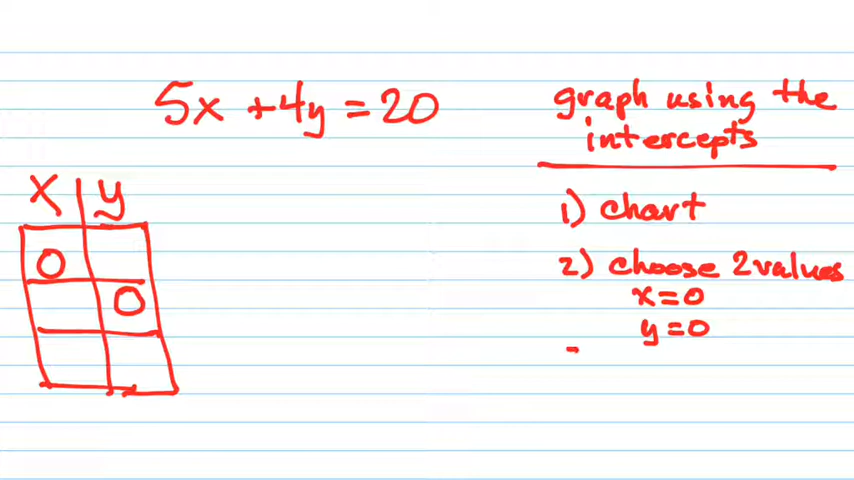 5x + 4y = 20
graph using the
intercepts
1) chart
2) choose 2 values
x = 0
y = 0
x y
0
0